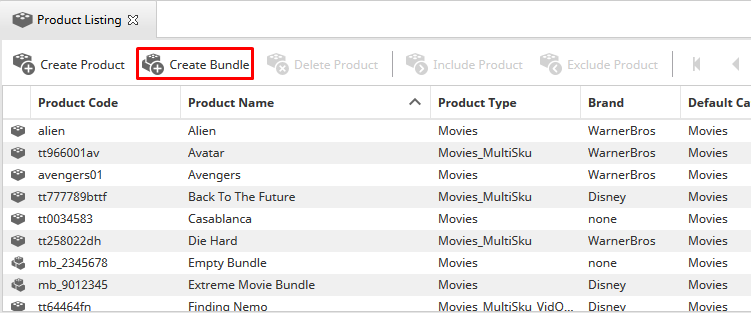 Product Listing
Create Product Create Bundle Delete Product Include Product Exclude Product
Product Code Product Name Product Type Brand Default Ca
alien Alien Movies WarnerBros Movies
tt966001av Avatar Movies_MultiSku WarnerBros Movies
avengers01 Avengers Movies WarnerBros Movies
tt777789bttf Back To The Future Movies_MultiSku Disney Movies
tt0034583 Casablanca Movies none Movies
tt258022dh Die Hard Movies_MultiSku WarnerBros Movies
mb_2345678 Empty Bundle Movies none Movies
mb_9012345 Extreme Movie Bundle Movies Disney Movies
tt64464fn Finding Nemo Movies_MultiSku_VidO... Disney Movies